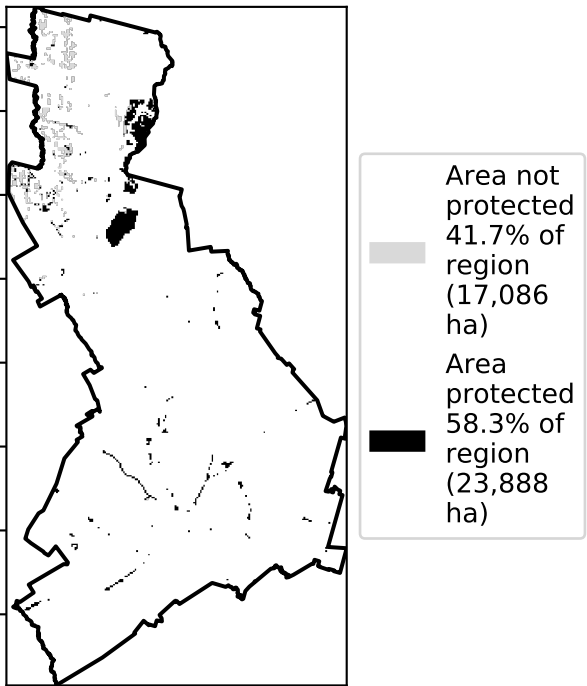 Area not
protected
41.7% of
region
(17,086
ha)
Area
protected
58.3% of
region
(23,888
ha)